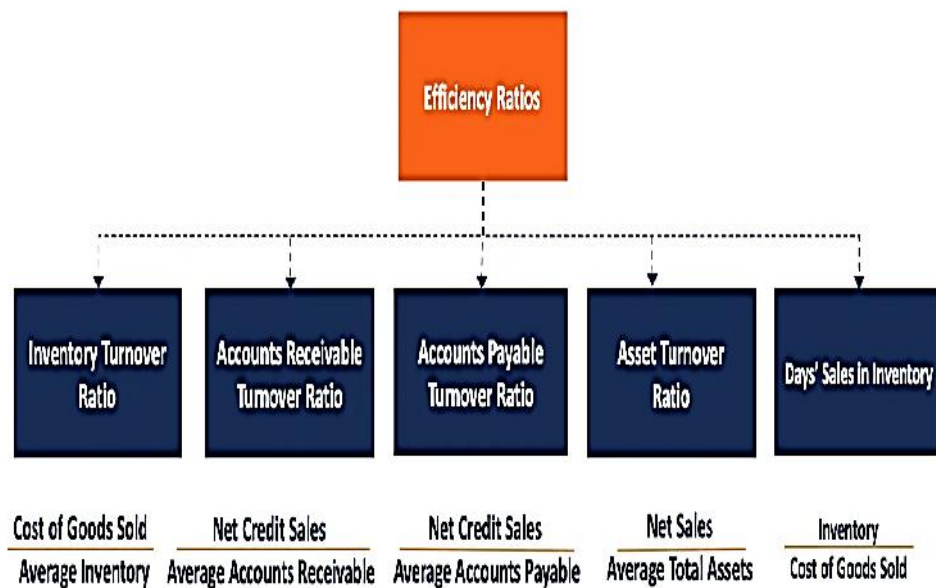 Efficiency Ratios
Inventory Turnover
Ratio
Accounts Receivable
Turnover Ratio
Accounts Payable
Turnover Ratio
Asset Turnover
Ratio
Days' Sales in Inventory
Cost of Goods Sold
Average Inventory
Net Credit Sales
Average Accounts Receivable
Net Credit Sales
Average Accounts Payable
Net Sales
Average Total Assets
Inventory
Cost of Goods Sold